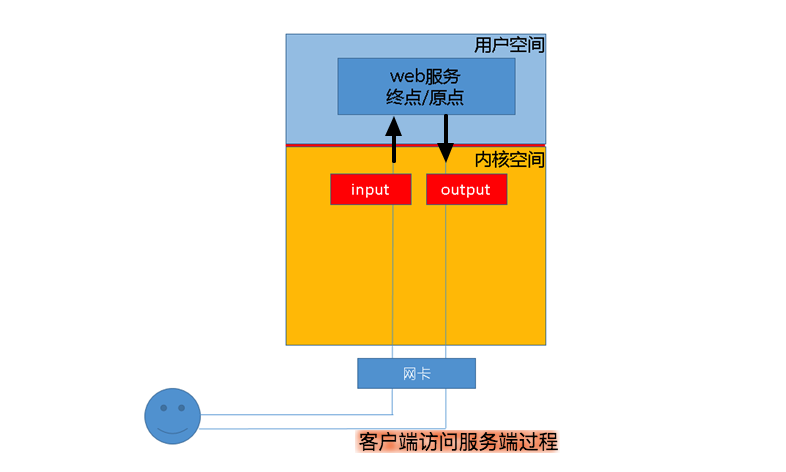 用户空间
web服务
终点/原点
内核空间
input
output
网卡
客户端访问服务端过程